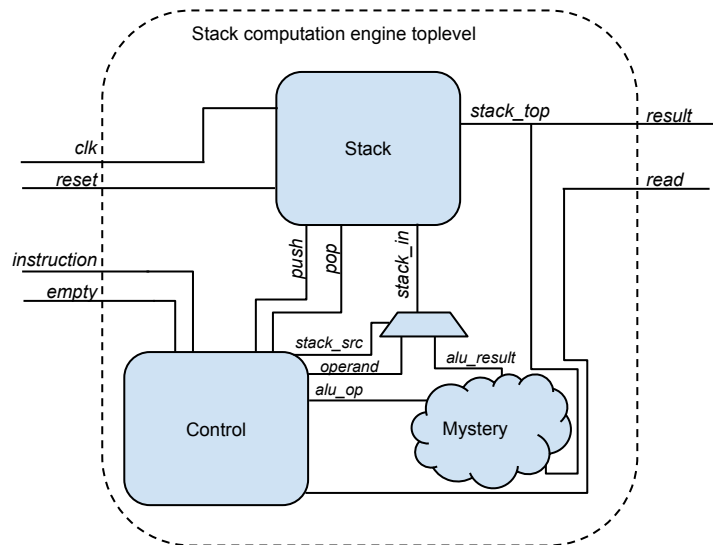 Stack computation engine toplevel
stack_top
result
clk
Stack
reset
read
push
pop
stack_in
instruction
empty
stack_src
alu_result
operand
alu_op
Control
Mystery